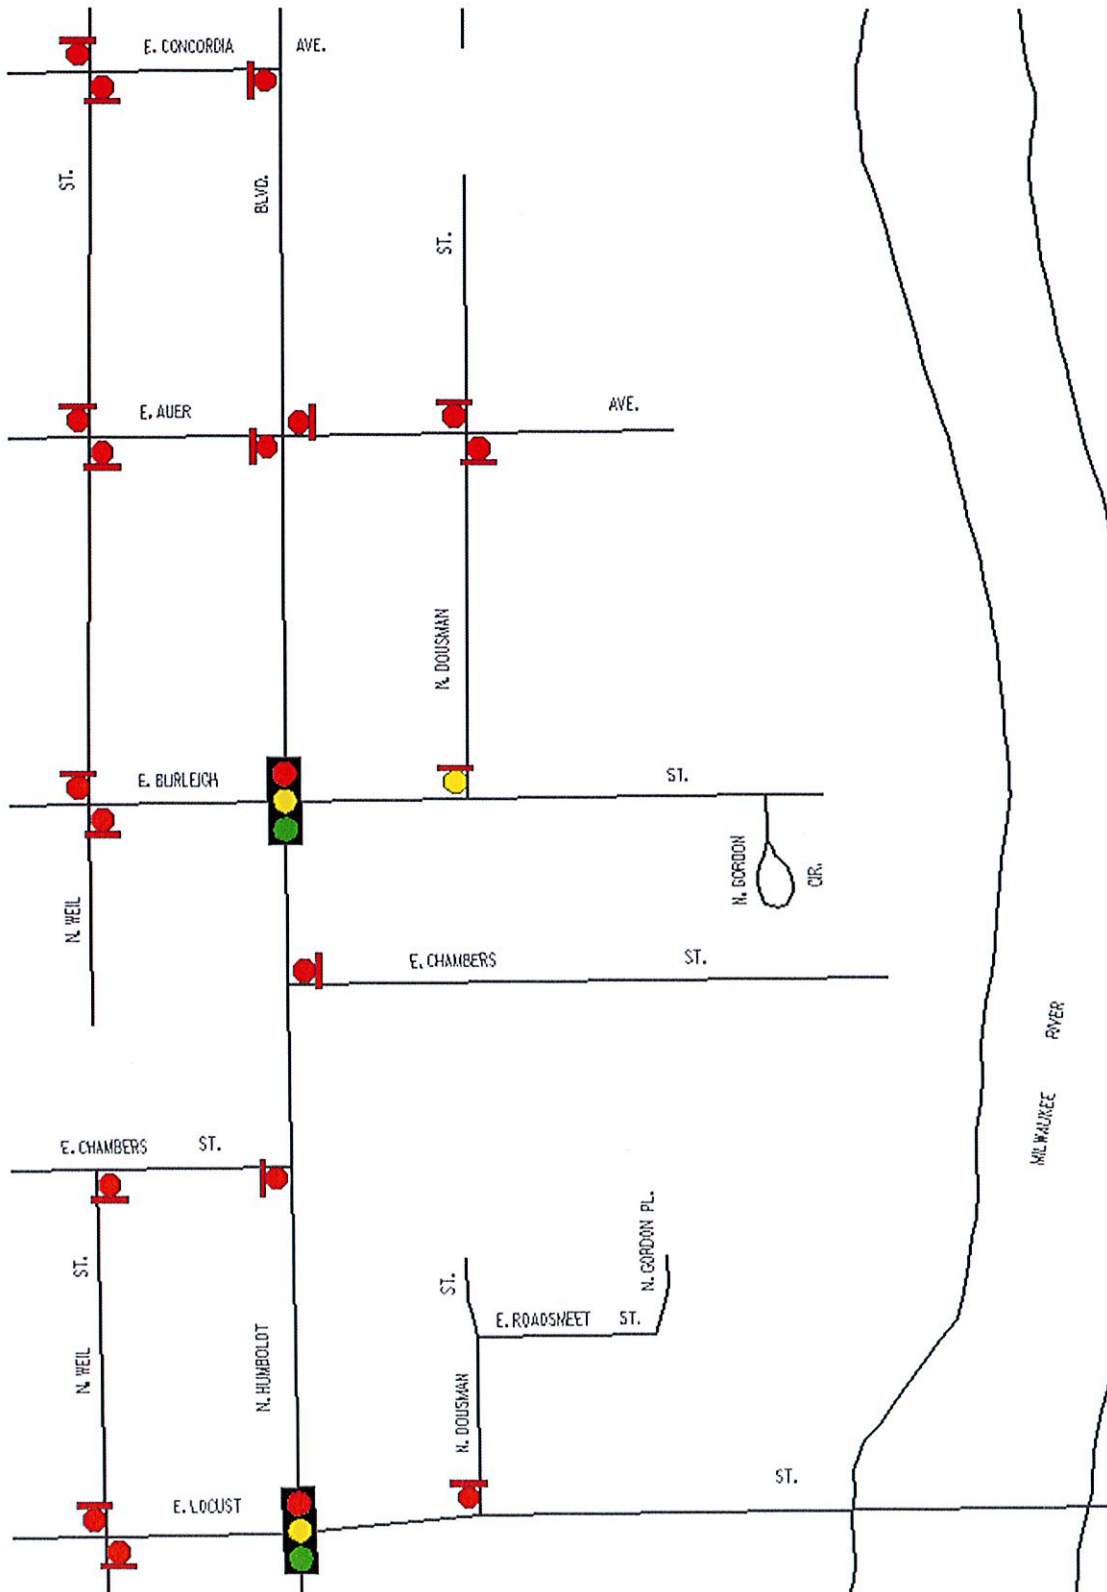 E. CONCORDIA AVE.
ST.
BLVD.
ST.
E. AUER AVE.
N. DOUSMAN
E. BURLEIGH ST.
N. WEIL
N. GORDON CIR.
E. CHAMBERS ST.
MILWAUKEE RIVER
E. CHAMBERS ST.
ST.
N. WEIL
N. HUMBOLDT
ST.
N. GORDON PL.
E. ROADSMEET ST.
N. DOUSMAN
E. LOCUST ST.